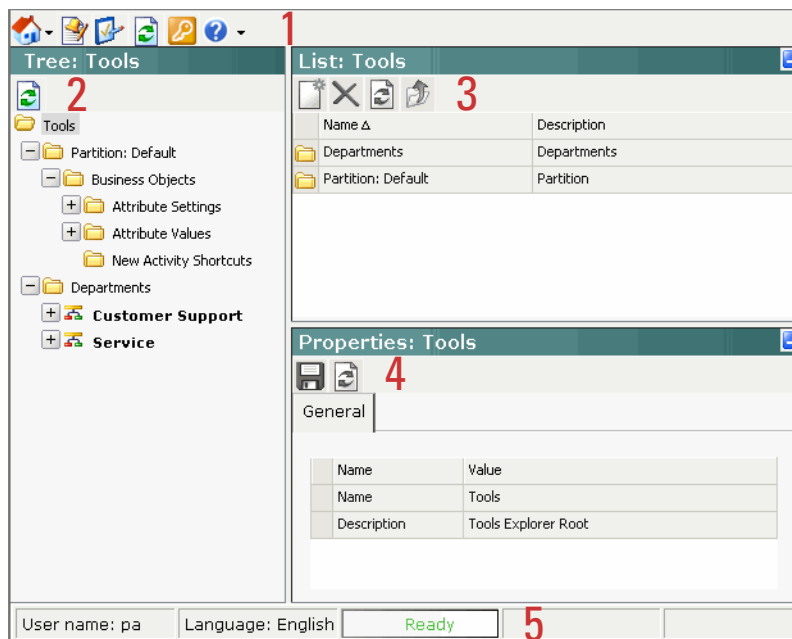 1
Tree: Tools
2
Tools
Partition: Default
Business Objects
Attribute Settings
Attribute Values
New Activity Shortcuts
Departments
Customer Support
Service
List: Tools
3
Name Description
Departments Departments
Partition: Default Partition
Properties: Tools
4
General
Name Value
Name Tools
Description Tools Explorer Root
User name: pa Language: English Ready 5